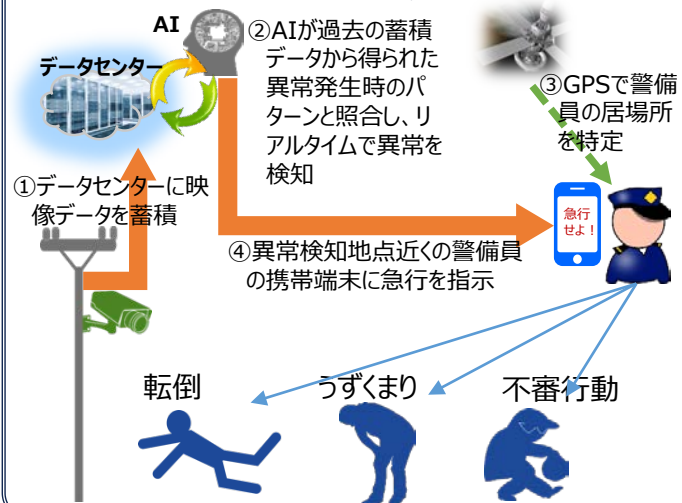 AI
データセンター
②AIが過去の蓄積
データから得られた
異常発生時のパ
ターンと照合し、リ
アルタイムで異常を
検知
③GPSで警備
員の居場所
を特定
①データセンターに映
像データを蓄積
急行
せよ!
④異常検知地点近くの警備員
の携帯端末に急行を指示
転倒
うずくまり
不審行動